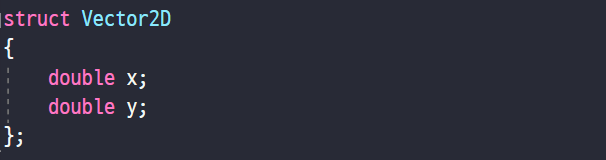 struct Vector2D
{
    double x;
    double y;
};